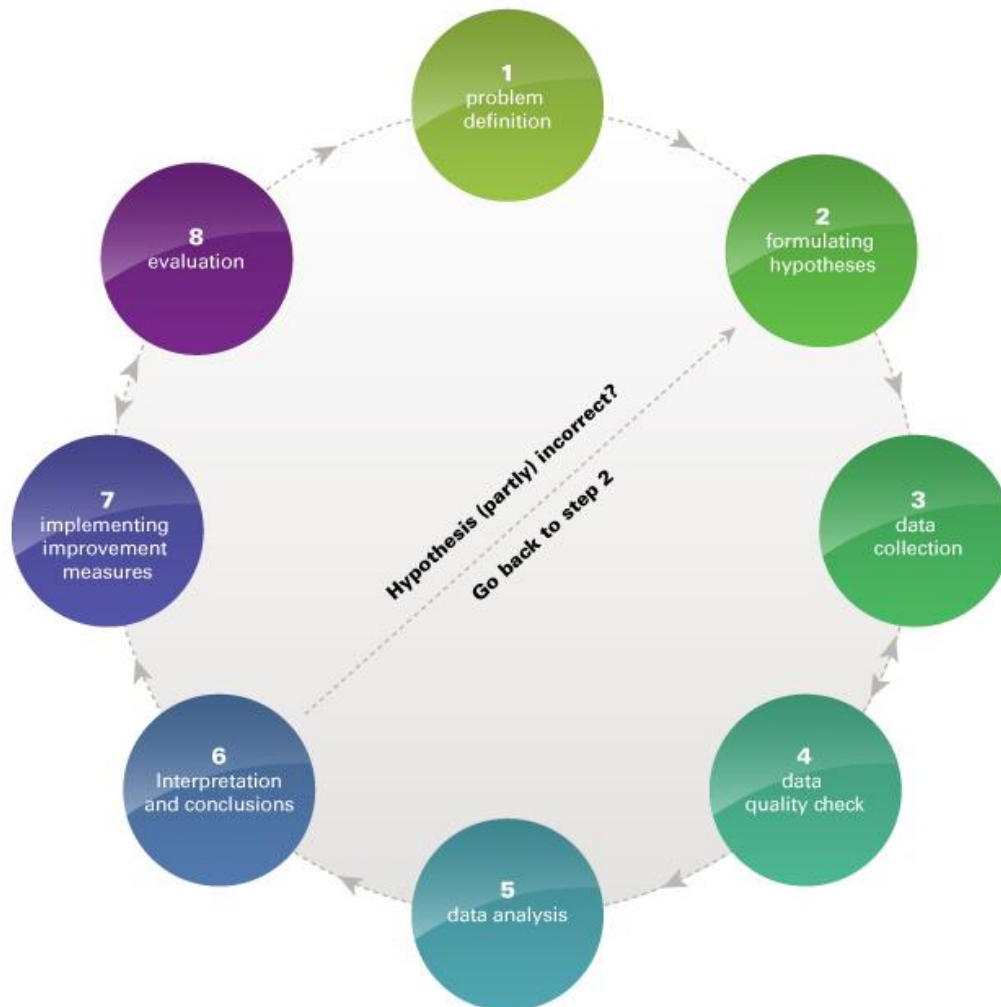 1
problem
definition
2
formulating
hypotheses
3
data
collection
4
data
quality check
5
data analysis
6
Interpretation
and conclusions
7
implementing
improvement
measures
8
evaluation
Hypothesis (partly) incorrect?
Go back to step 2